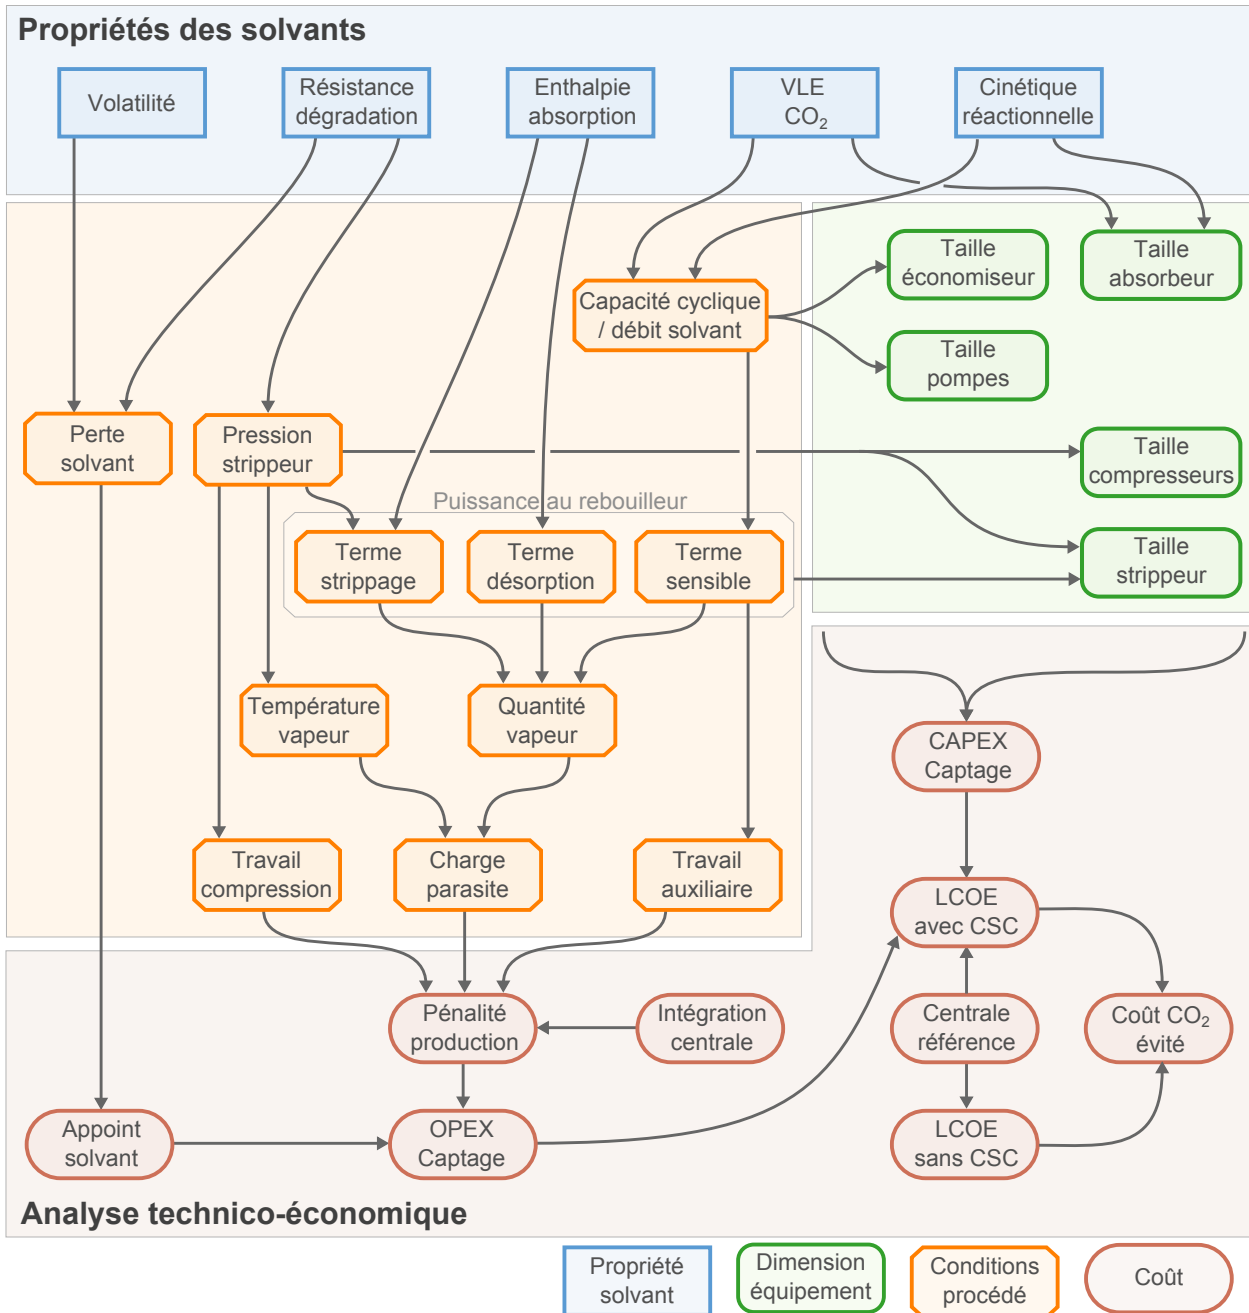 Propriétés des solvants
Volatilité
Résistance
dégradation
Enthalpie
absorption
VLE
CO₂
Cinétique
réactionnelle
Taille
économiseur
Taille
absorbeur
Capacité cyclique
/ débit solvant
Taille
pompes
Perte
solvant
Pression
strippeur
Taille
compresseurs
Puissance au rebouilleur
Terme
strippage
Terme
désorption
Terme
sensible
Taille
strippeur
Température
vapeur
Quantité
vapeur
CAPEX
Captage
Travail
compression
Charge
parasite
Travail
auxiliaire
LCOE
avec CSC
Pénalité
production
Intégration
centrale
Centrale
référence
Coût CO₂
évité
Appoint
solvant
OPEX
Captage
LCOE
sans CSC
Analyse technico-économique
Propriété
solvant
Dimension
équipement
Conditions
procédé
Coût